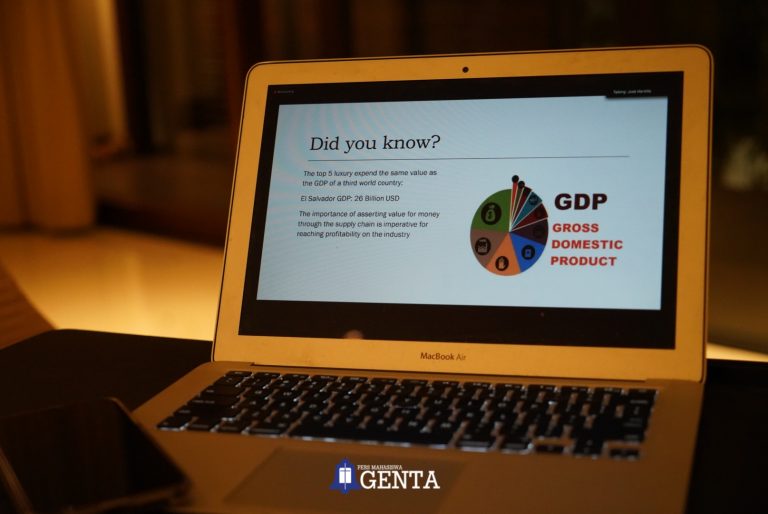 Did you know?
The top 5 luxury expend the same value as
the GDP of a third world country:
El Salvador GDP: 26 Billion USD
The importance of asserting value for money
through the supply chain is imperative for
reaching profitability on the industry
GDP
GROSS
DOMESTIC
PRODUCT
MacBook Air
PERS MAHASISWA
GENTA